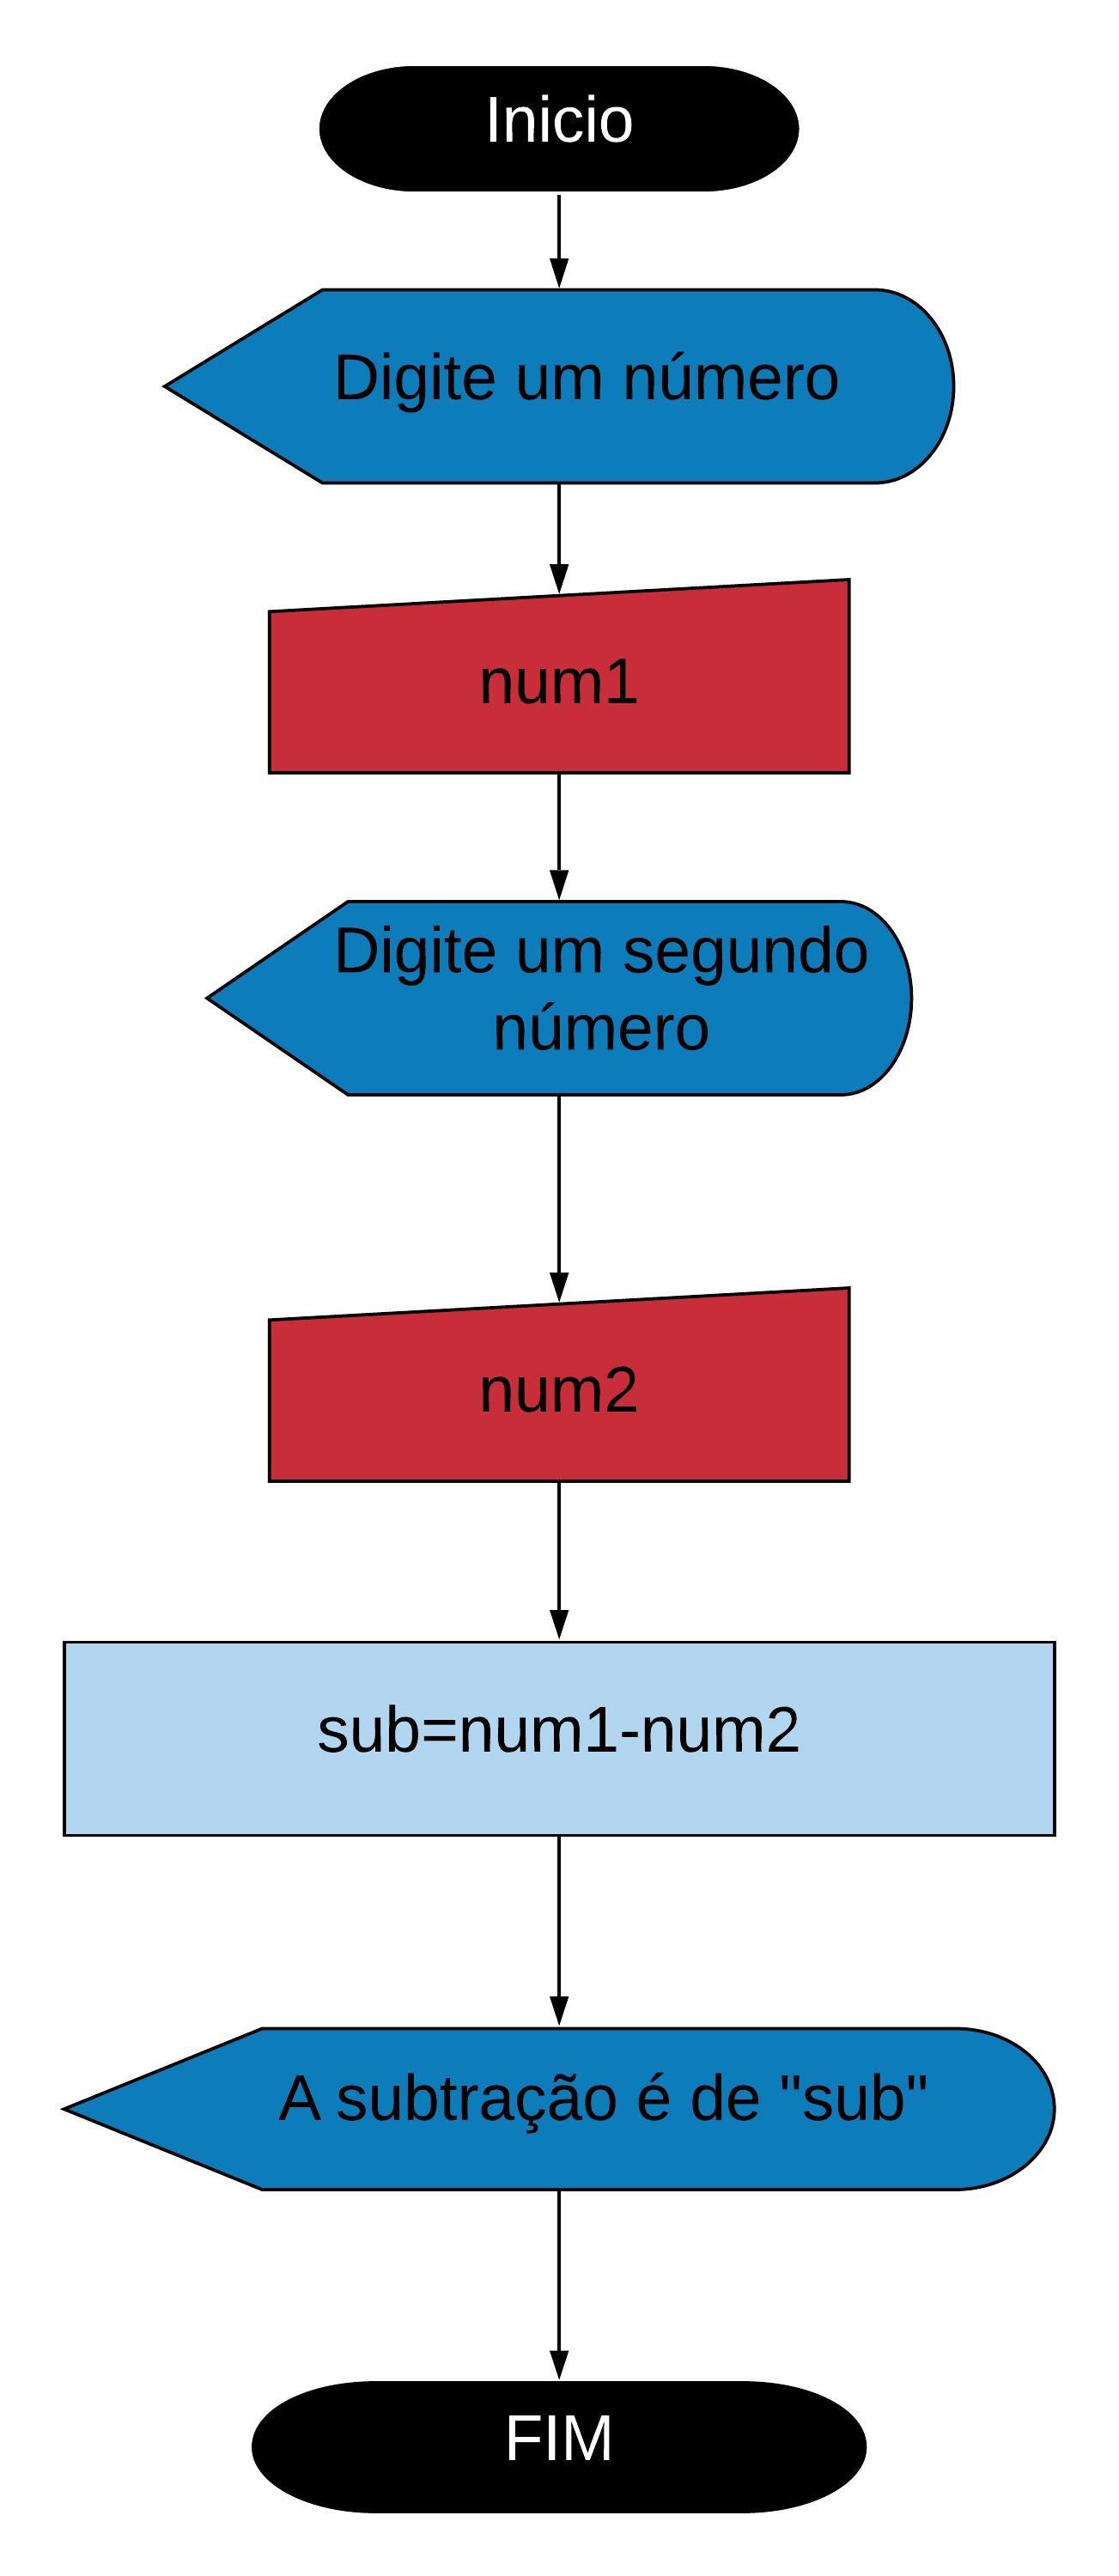 Inicio
Digite um número
num1
Digite um segundo
número
num2
sub=num1-num2
A subtração é de "sub"
FIM